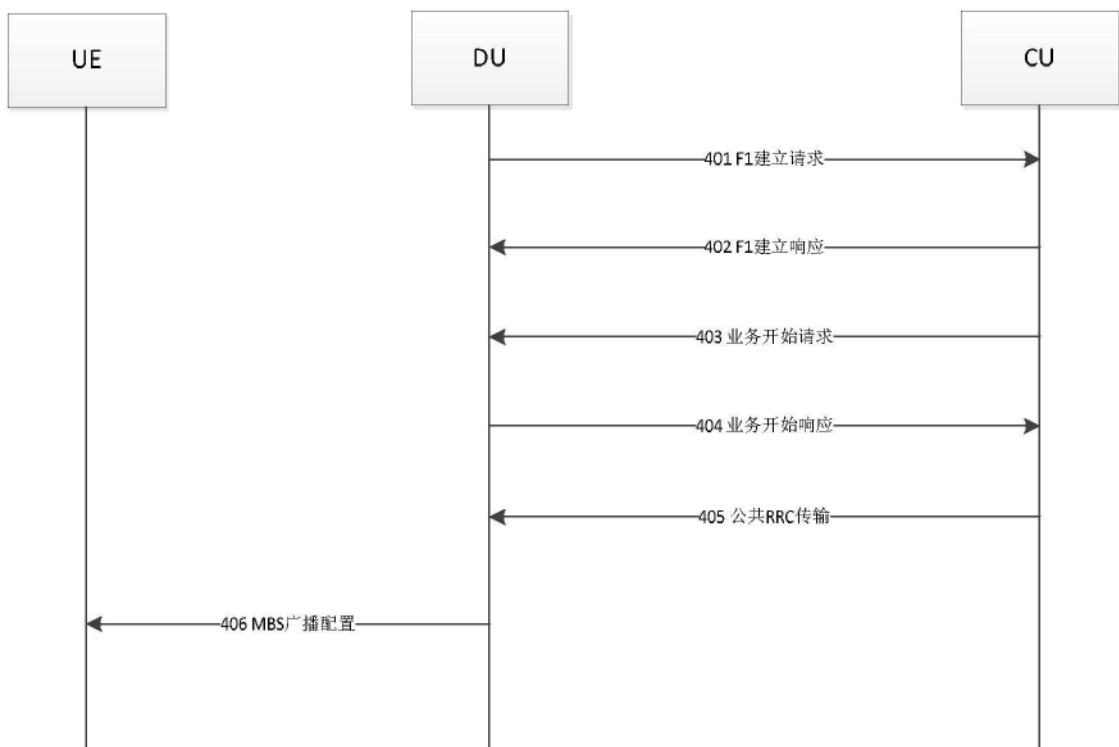 UE
DU
CU
401 F1建立请求
402 F1建立响应
403 业务开始请求
404 业务开始响应
405 公共RRC传输
406 MBS广播配置